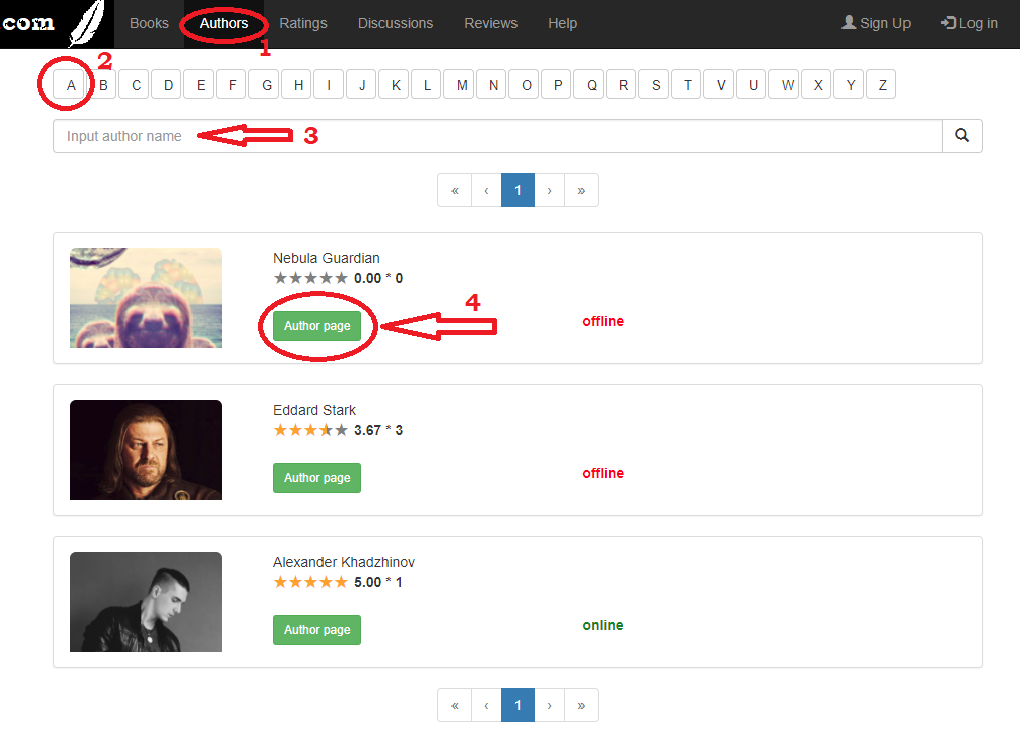 com Books Authors Ratings Discussions Reviews Help Sign Up Log in
1
2
A B C D E F G H I J K L M N O P Q R S T V U W X Y Z
Input author name 3
« ‹ 1 › »
Nebula Guardian
0.00 * 0
4
Author page offline
Eddard Stark
3.67 * 3
Author page offline
Alexander Khadzhinov
5.00 * 1
Author page online
« ‹ 1 › »